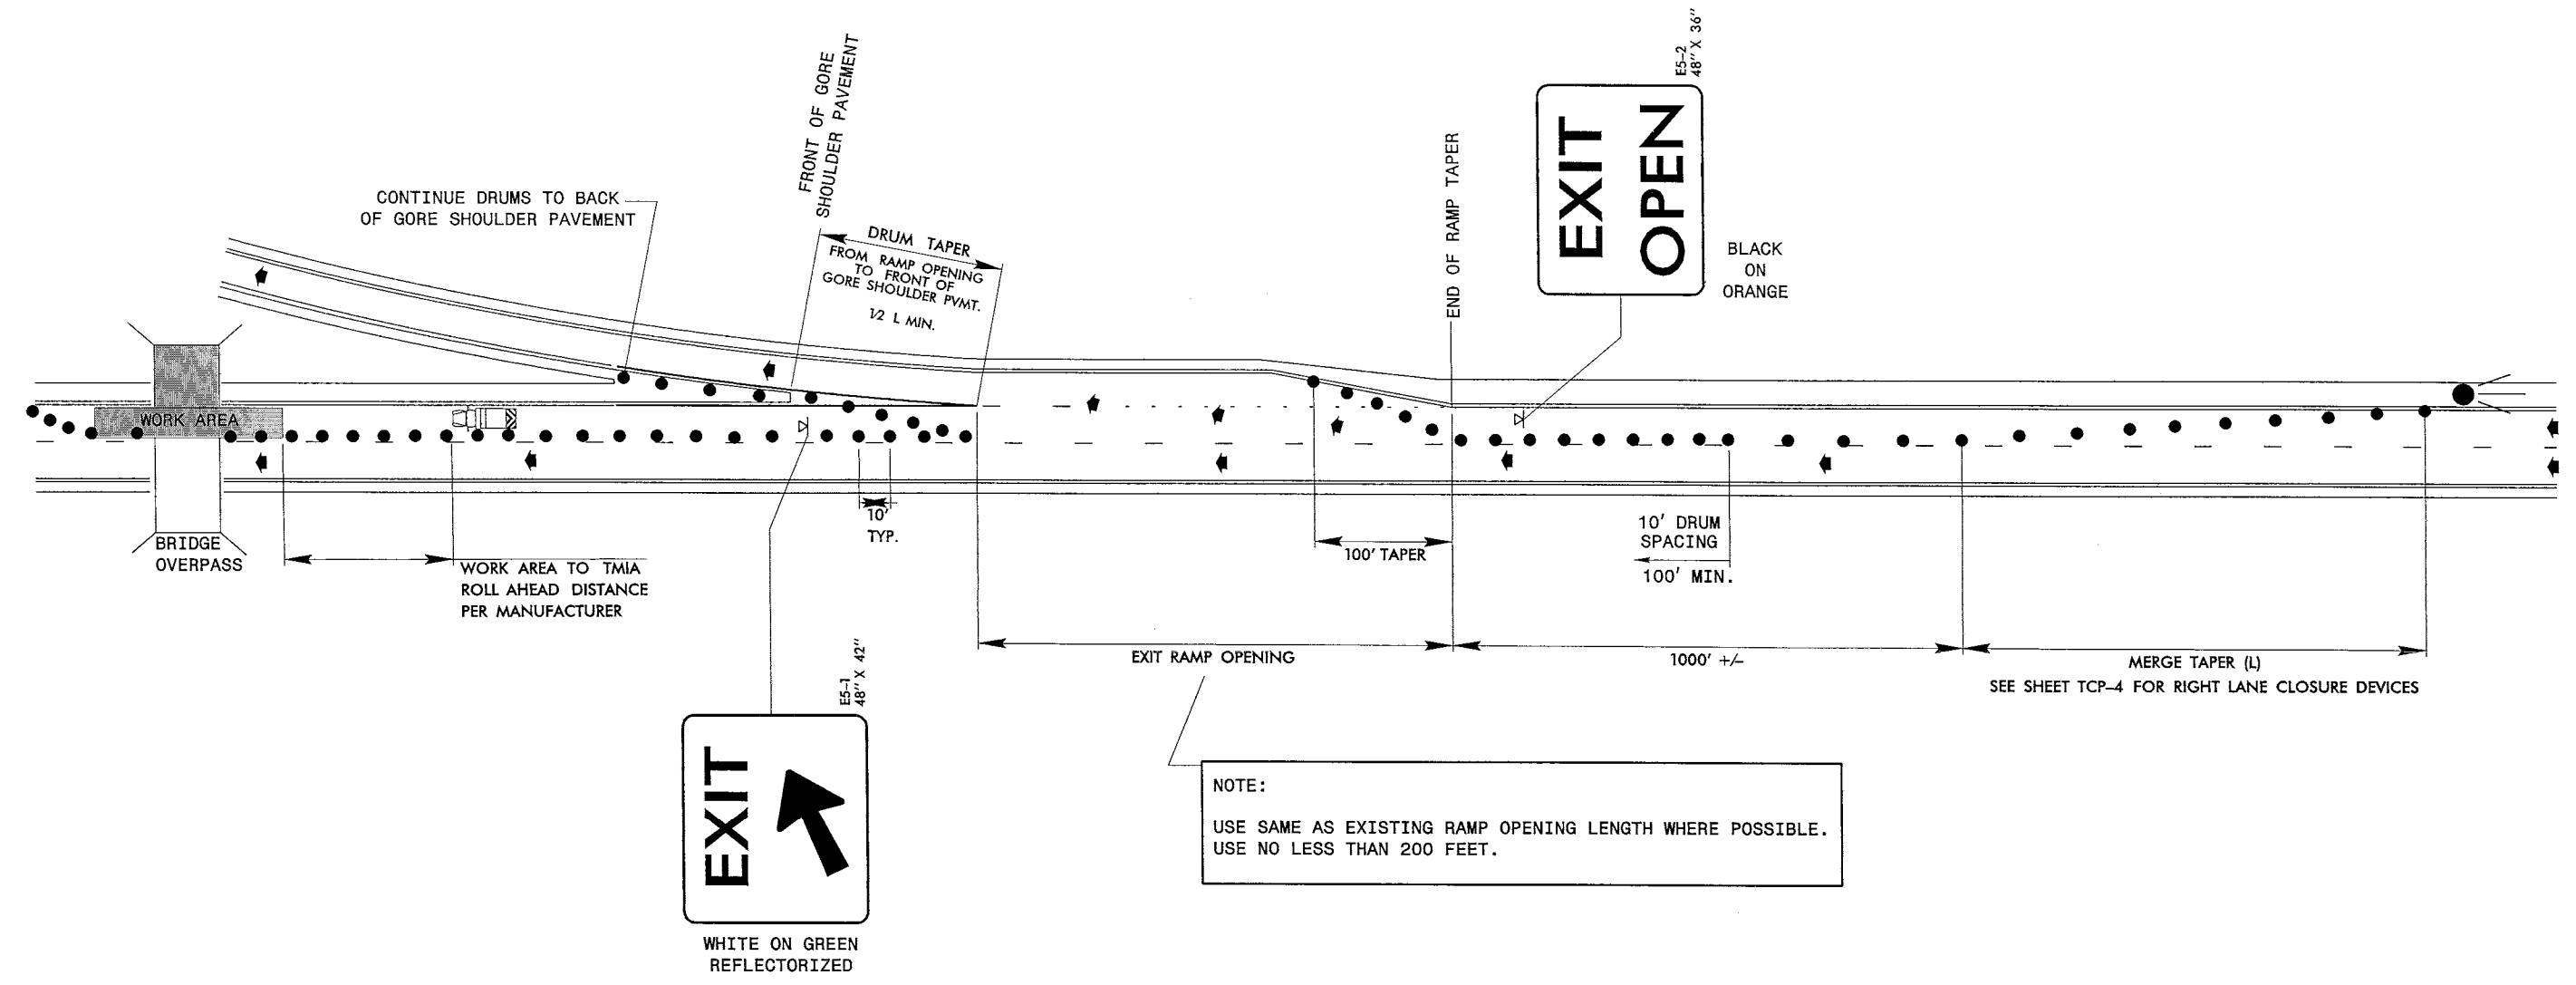 CONTINUE DRUMS TO BACK
OF GORE SHOULDER PAVEMENT
FRONT OF GORE
SHOULDER PAVEMENT
DRUM TAPER
FROM RAMP OPENING
TO FRONT OF
GORE SHOULDER PVMT.
1/2 L MIN.
END OF RAMP TAPER
EXIT
OPEN
E5-2
48" X 36"
BLACK
ON
ORANGE
WORK AREA
BRIDGE
OVERPASS
WORK AREA TO TMIA
ROLL AHEAD DISTANCE
PER MANUFACTURER
10'
TYP.
100' TAPER
10' DRUM
SPACING
100' MIN.
EXIT RAMP OPENING
1000' +/-
MERGE TAPER (L)
SEE SHEET TCP-4 FOR RIGHT LANE CLOSURE DEVICES
E5-1
48" X 42"
EXIT
WHITE ON GREEN
REFLECTORIZED
NOTE:
USE SAME AS EXISTING RAMP OPENING LENGTH WHERE POSSIBLE.
USE NO LESS THAN 200 FEET.